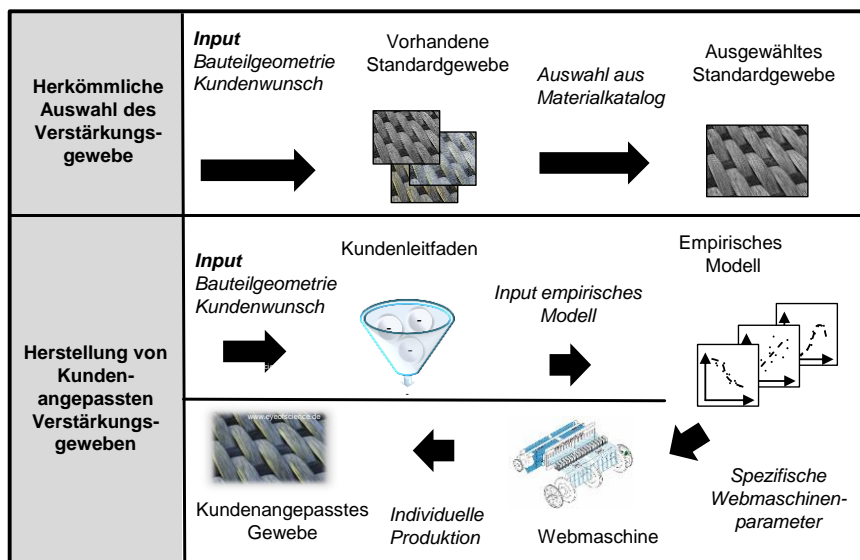 Herkömmliche
Auswahl des
Verstärkungs-
gewebe
Input
Bauteilgeometrie
Kundenwunsch
Vorhandene
Standardgewebe
Auswahl aus
Materialkatalog
Ausgewähltes
Standardgewebe
Herstellung von
Kunden-
angepassten
Verstärkungs-
geweben
Input
Bauteilgeometrie
Kundenwunsch
Kundenleitfaden
Input empirisches
Modell
Empirisches
Modell
Spezifische
Webmaschinen-
parameter
Webmaschine
Individuelle
Produktion
www.eyeofscience.de
Kundenangepasstes
Gewebe